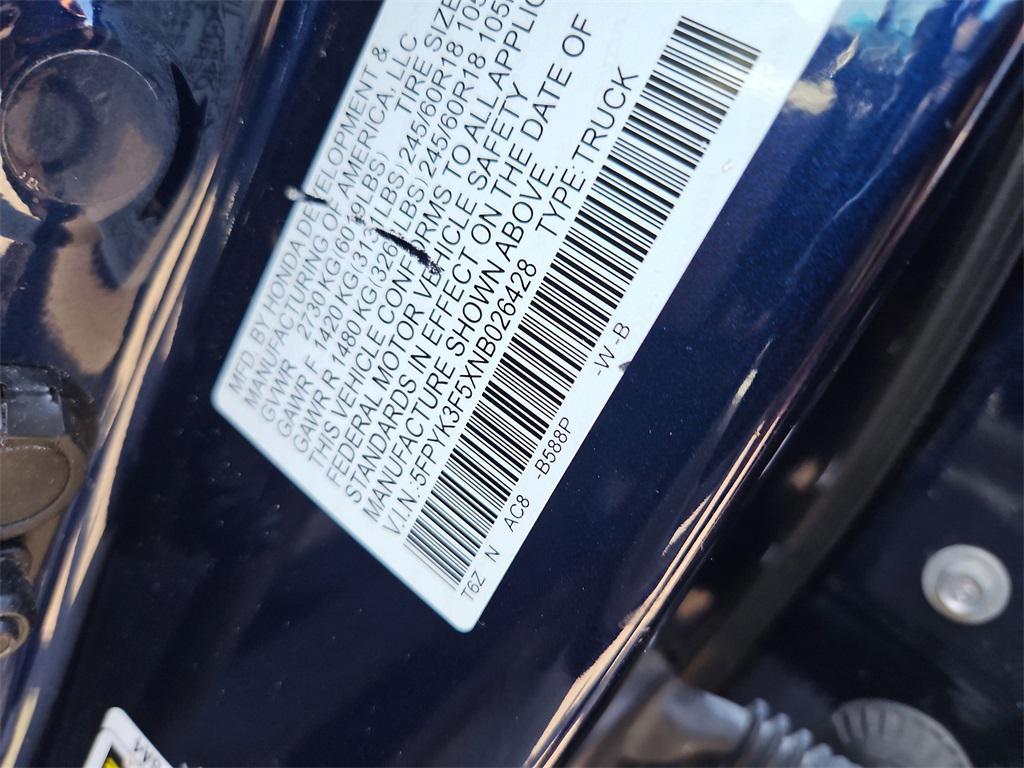 MFD. BY HONDA DEVELOPMENT &
MANUFACTURING OF AMERICA, LLC
GVWR 2730 KG(6019LBS) TIRE SIZE
GAWR F 1420 KG(3131LBS) 245/60R18 105
GAWR R 1480 KG(326 LBS) 245/60R18 105
THIS VEHICLE CONFORMS TO ALL APPLIC
FEDERAL MOTOR VEHICLE SAFETY
STANDARDS IN EFFECT ON THE DATE OF
MANUFACTURE SHOWN ABOVE.
V.I.N: 5FPYK3F5XNB026428 TYPE: TRUCK
T6Z N AC8 -B588P -W -B